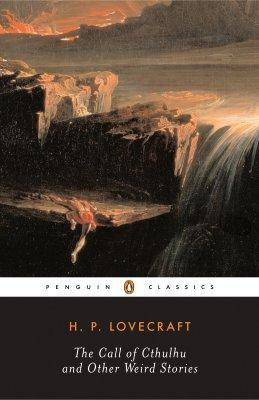 PENGUIN CLASSICS
H. P. LOVECRAFT
The Call of Cthulhu
and Other Weird Stories